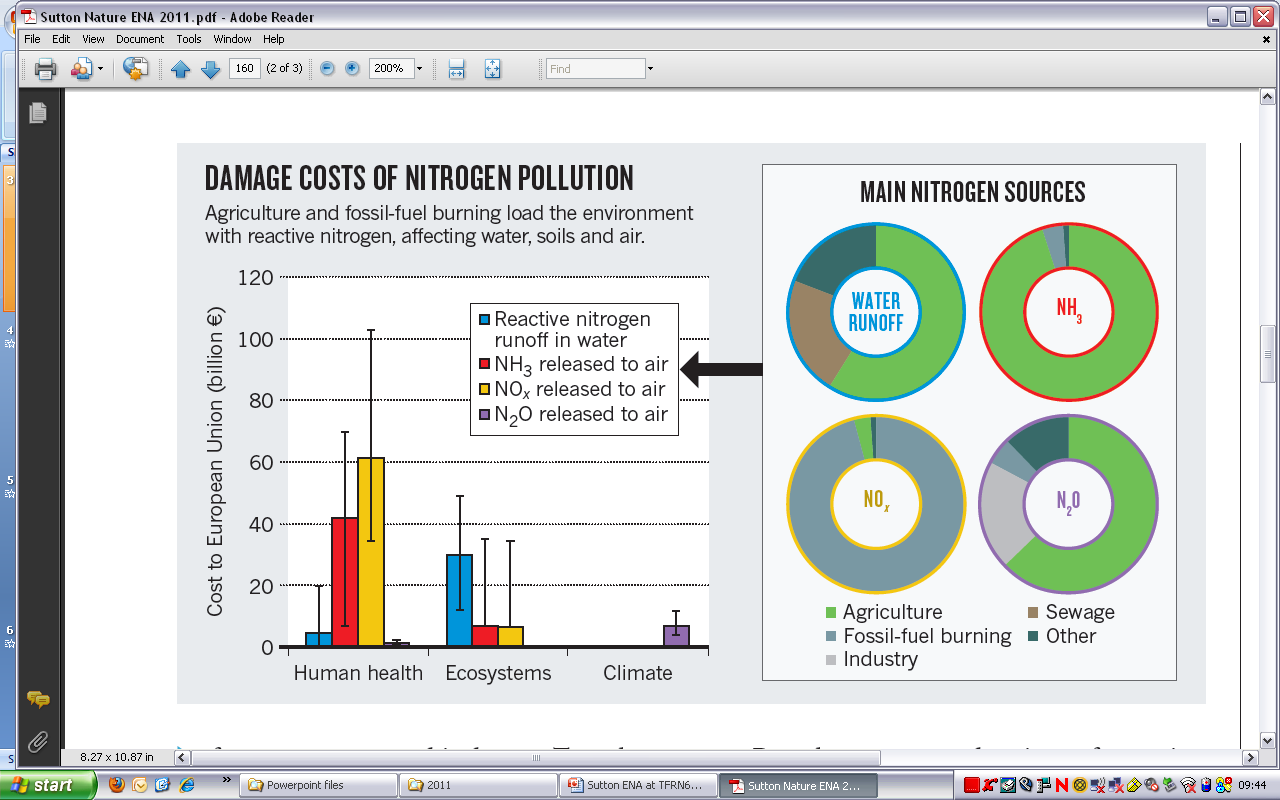 Sutton Nature ENA 2011.pdf - Adobe Reader
File Edit View Document Tools Window Help
160 (2 of 3) 200% Find
DAMAGE COSTS OF NITROGEN POLLUTION
Agriculture and fossil-fuel burning load the environment
with reactive nitrogen, affecting water, soils and air.
Cost to European Union (billion €)
120
100
80
60
40
20
0
Reactive nitrogen
runoff in water
NH3 released to air
NOx released to air
N2O released to air
Human health Ecosystems Climate
MAIN NITROGEN SOURCES
WATER
RUNOFF
NH3
NOx
N2O
Agriculture Sewage
Fossil-fuel burning Other
Industry
3
4
5
6
8.27 x 10.87 in
start Powerpoint files 2011 Sutton ENA at TFRN6... Sutton Nature ENA 2... 09:44